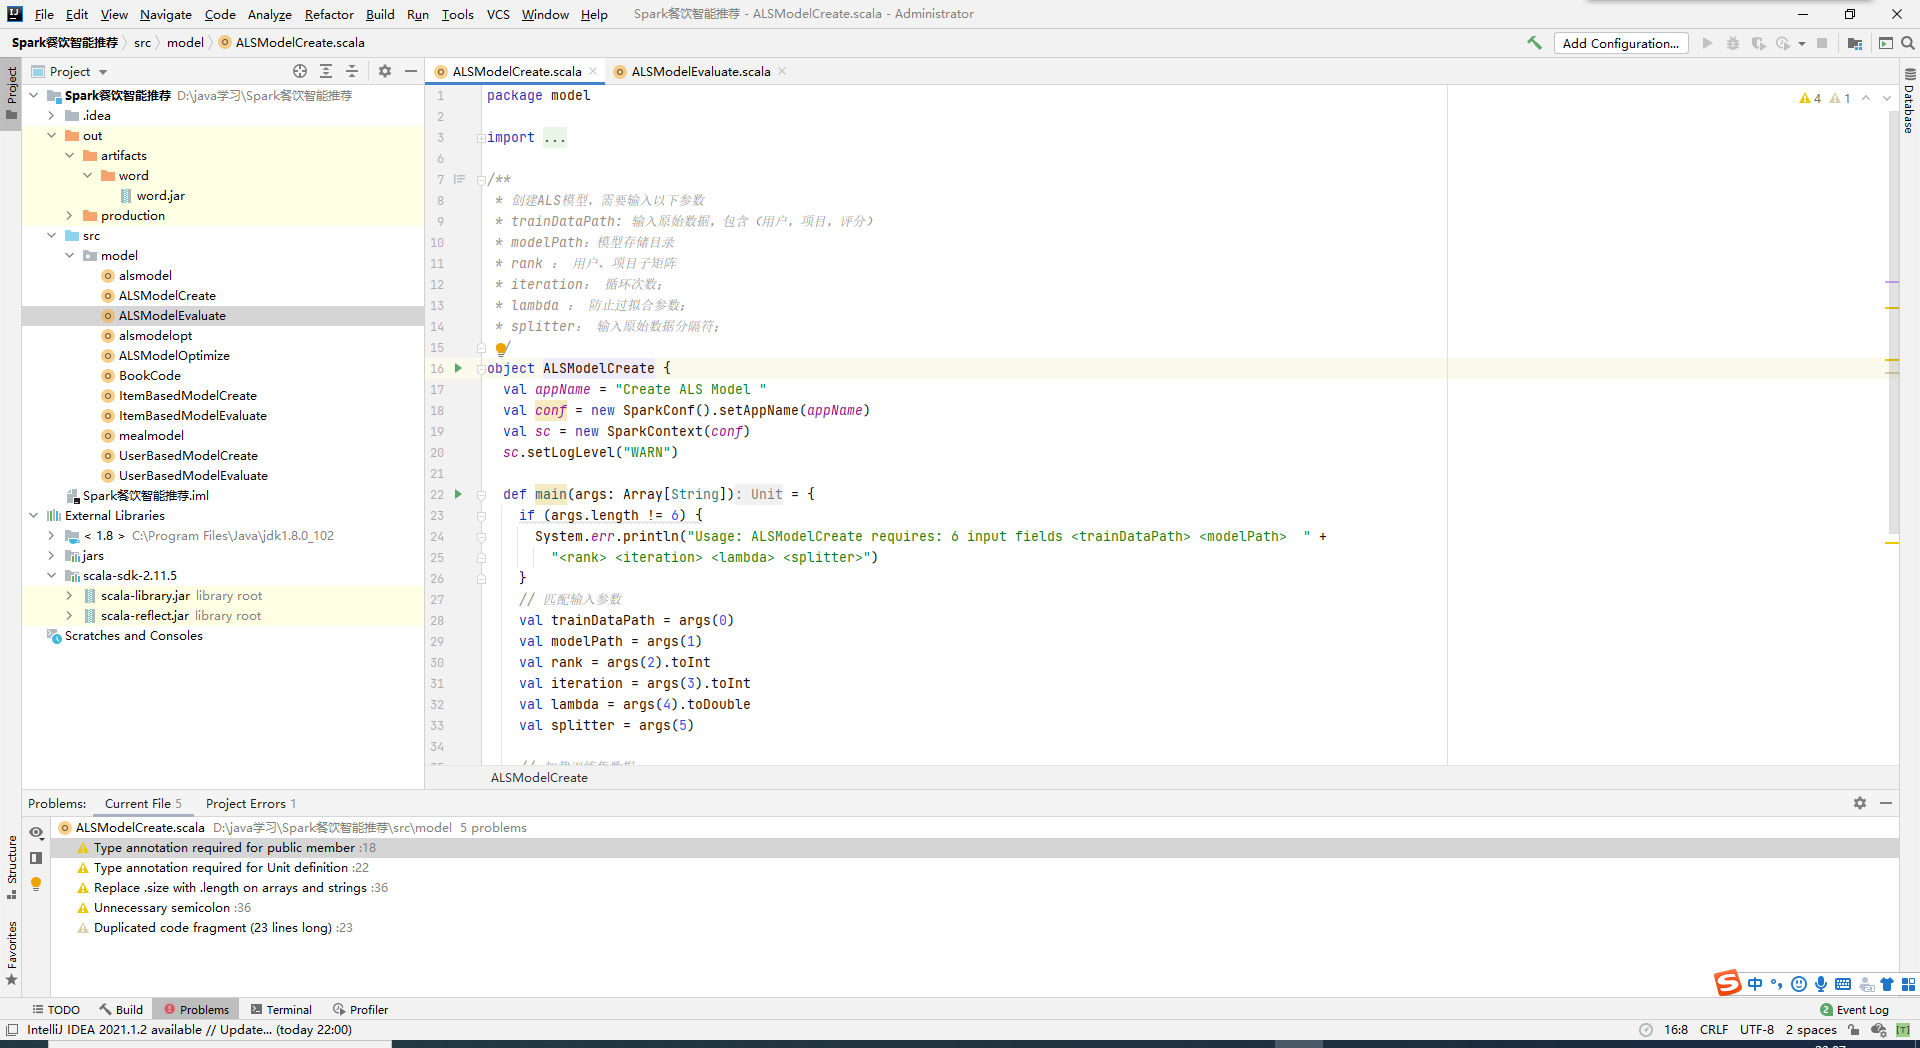 File Edit View Navigate Code Analyze Refactor Build Run Tools VCS Window Help Spark餐饮智能推荐 - ALSModelCreate.scala - Administrator
Spark餐饮智能推荐 src model ALSModelCreate.scala Add Configuration...
Project
Project
ALSModelCreate.scala
ALSModelEvaluate.scala
Database
Spark餐饮智能推荐 D:\java学习\Spark餐饮智能推荐
.idea
out
artifacts
word
word.jar
production
src
model
alsmodel
ALSModelCreate
ALSModelEvaluate
alsmodelopt
ALSModelOptimize
BookCode
ItemBasedModelCreate
ItemBasedModelEvaluate
mealmodel
UserBasedModelCreate
UserBasedModelEvaluate
Spark餐饮智能推荐.iml
External Libraries
< 1.8 > C:\Program Files\Java\jdk1.8.0_102
jars
scala-sdk-2.11.5
scala-library.jar library root
scala-reflect.jar library root
Scratches and Consoles
4 1
1 package model
2
3 import ...
6
7 /**
8 * 创建ALS模型，需要输入以下参数
9 * trainDataPath: 输入原始数据，包含（用户，项目，评分）
10 * modelPath：模型存储目录
11 * rank ： 用户、项目子矩阵
12 * iteration： 循环次数；
13 * lambda ： 防止过拟合参数；
14 * splitter： 输入原始数据分隔符；
15 /
16 object ALSModelCreate {
17 val appName = "Create ALS Model "
18 val conf = new SparkConf().setAppName(appName)
19 val sc = new SparkContext(conf)
20 sc.setLogLevel("WARN")
21
22 def main(args: Array[String]): Unit = {
23 if (args.length != 6) {
24 System.err.println("Usage: ALSModelCreate requires: 6 input fields <trainDataPath> <modelPath>  " +
25 "<rank> <iteration> <lambda> <splitter>")
26 }
27 // 匹配输入参数
28 val trainDataPath = args(0)
29 val modelPath = args(1)
30 val rank = args(2).toInt
31 val iteration = args(3).toInt
32 val lambda = args(4).toDouble
33 val splitter = args(5)
34
ALSModelCreate
Problems: Current File 5 Project Errors 1
ALSModelCreate.scala D:\java学习\Spark餐饮智能推荐\src\model 5 problems
Type annotation required for public member :18
Type annotation required for Unit definition :22
Replace .size with .length on arrays and strings :36
Unnecessary semicolon :36
Duplicated code fragment (23 lines long) :23
Structure
Favorites
中
TODO Build Problems Terminal Profiler 2 Event Log
IntelliJ IDEA 2021.1.2 available // Update... (today 22:00) 16:8 CRLF UTF-8 2 spaces [T]